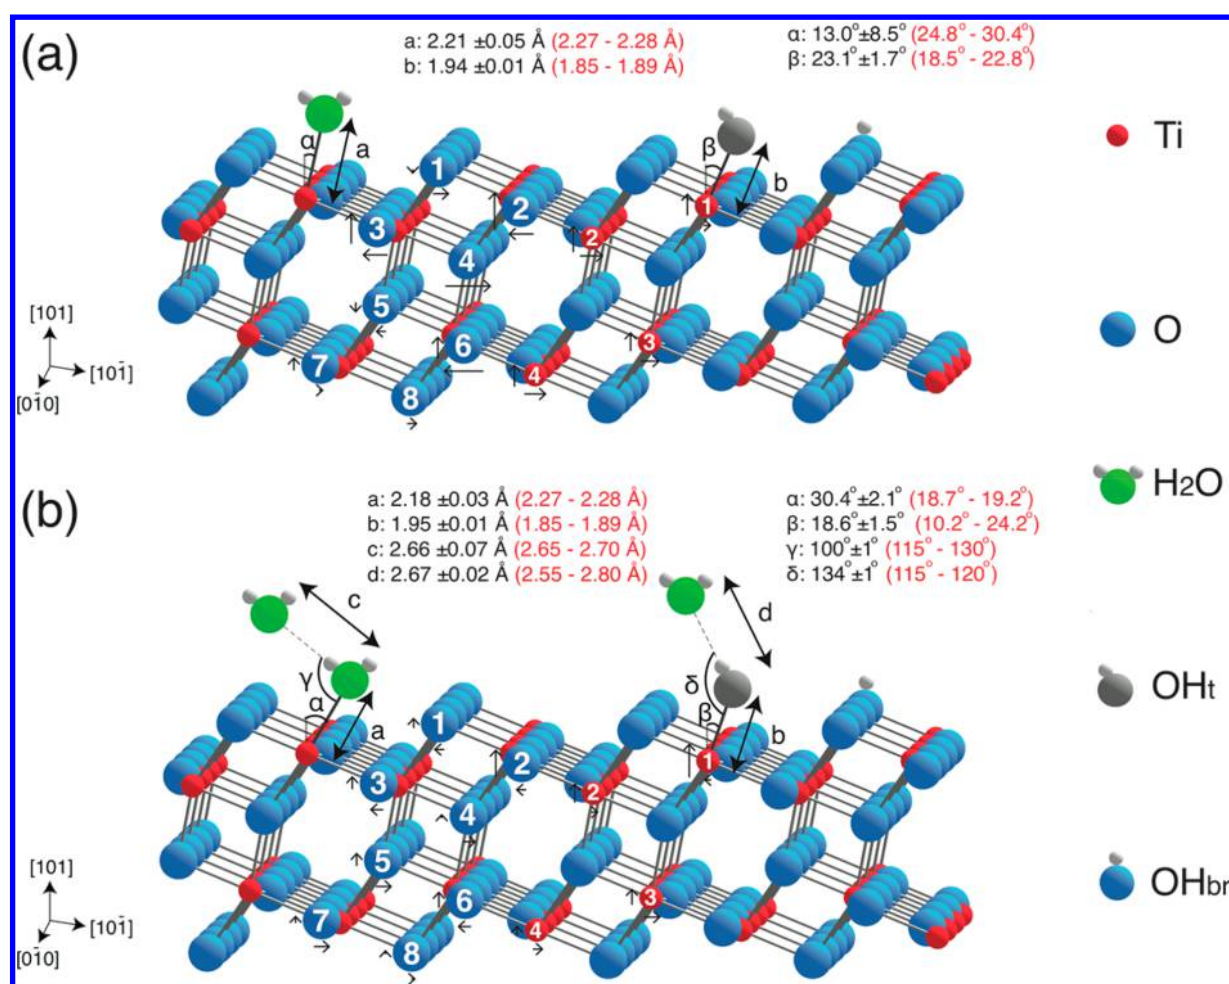 (a)
a: 2.21 ±0.05 Å (2.27 - 2.28 Å)
b: 1.94 ±0.01 Å (1.85 - 1.89 Å)
α: 13.0°±8.5° (24.8° - 30.4°)
β: 23.1°±1.7° (18.5° - 22.8°)
α
a
β
b
1
2
3
4
5
6
7
8
1
2
3
4
[101]
[101̄]
[01̄0]
Ti
O
H2O
OHt
OHbr
(b)
a: 2.18 ±0.03 Å (2.27 - 2.28 Å)
b: 1.95 ±0.01 Å (1.85 - 1.89 Å)
c: 2.66 ±0.07 Å (2.65 - 2.70 Å)
d: 2.67 ±0.02 Å (2.55 - 2.80 Å)
α: 30.4°±2.1° (18.7° - 19.2°)
β: 18.6°±1.5° (10.2° - 24.2°)
γ: 100°±1° (115° - 130°)
δ: 134°±1° (115° - 120°)
c
d
γ
α
a
δ
β
b
1
2
3
4
5
6
7
8
1
2
3
4
[101]
[101̄]
[01̄0]